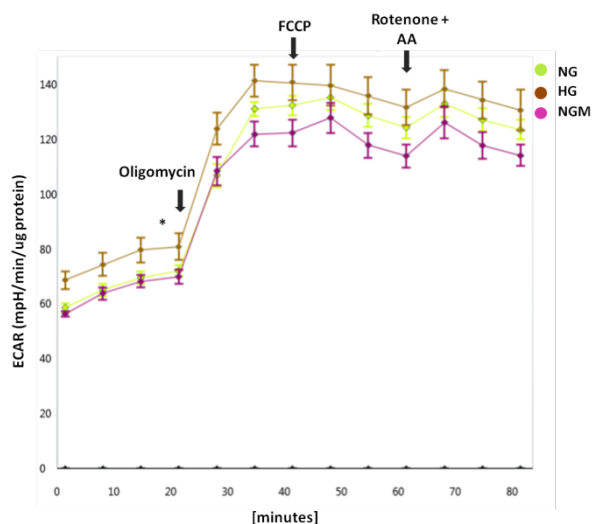 FCCP
Rotenone +
AA
NG
HG
NGM
Oligomycin
*
ECAR (mpH/min/ug protein)
140
120
100
80
60
40
20
0
0 10 20 30 40 50 60 70 80
[minutes]